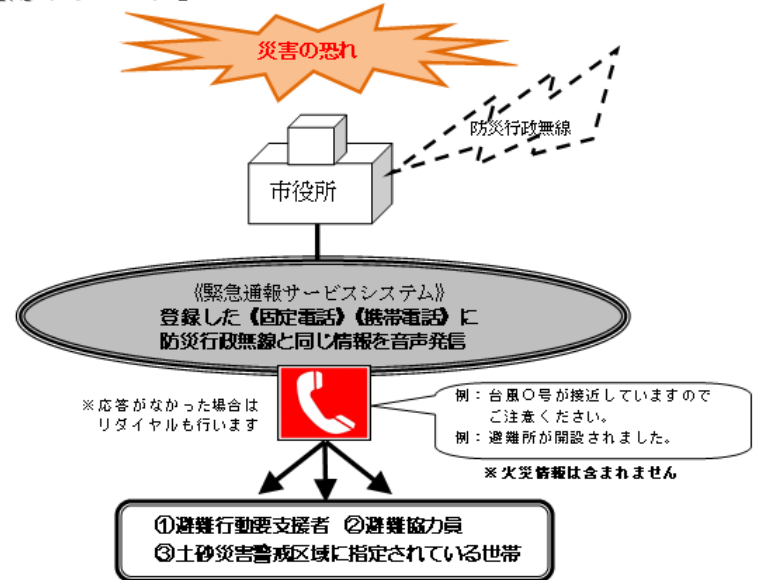 災害の恐れ
防災行政無線
市役所
《緊急通報サービスシステム》
登録した《固定電話》《携帯電話》に
防災行政無線と同じ情報を音声発信
※応答がなかった場合は
リダイヤルも行います
例：台風〇号が接近していますので
ご注意ください。
例：避難所が開設されました。
※火災情報は含まれません
①避難行動要支援者 ②避難協力員
③土砂災害警戒区域に指定されている世帯